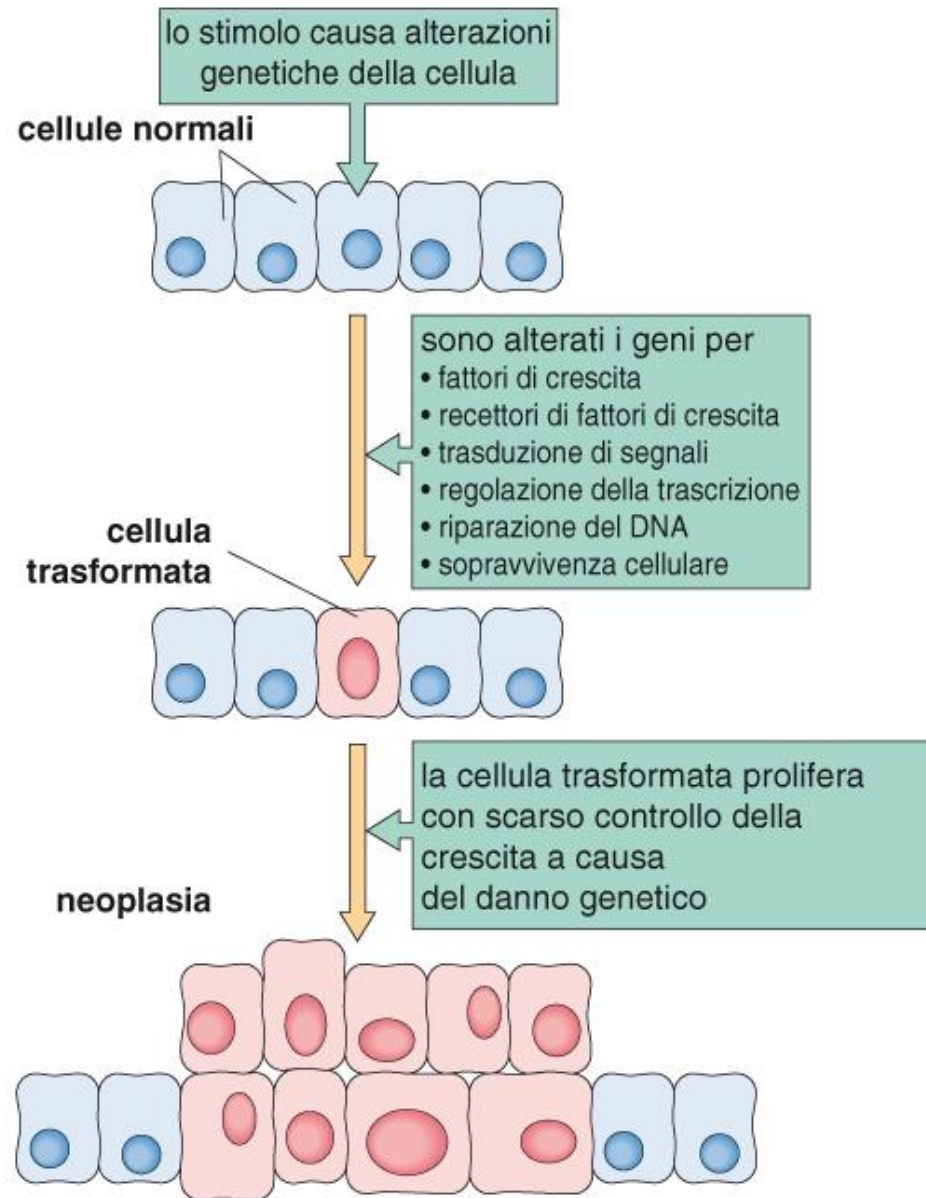 lo stimolo causa alterazioni
genetiche della cellula
cellule normali
sono alterati i geni per
• fattori di crescita
• recettori di fattori di crescita
• trasduzione di segnali
• regolazione della trascrizione
• riparazione del DNA
• sopravvivenza cellulare
cellula
trasformata
la cellula trasformata prolifera
con scarso controllo della
crescita a causa
del danno genetico
neoplasia